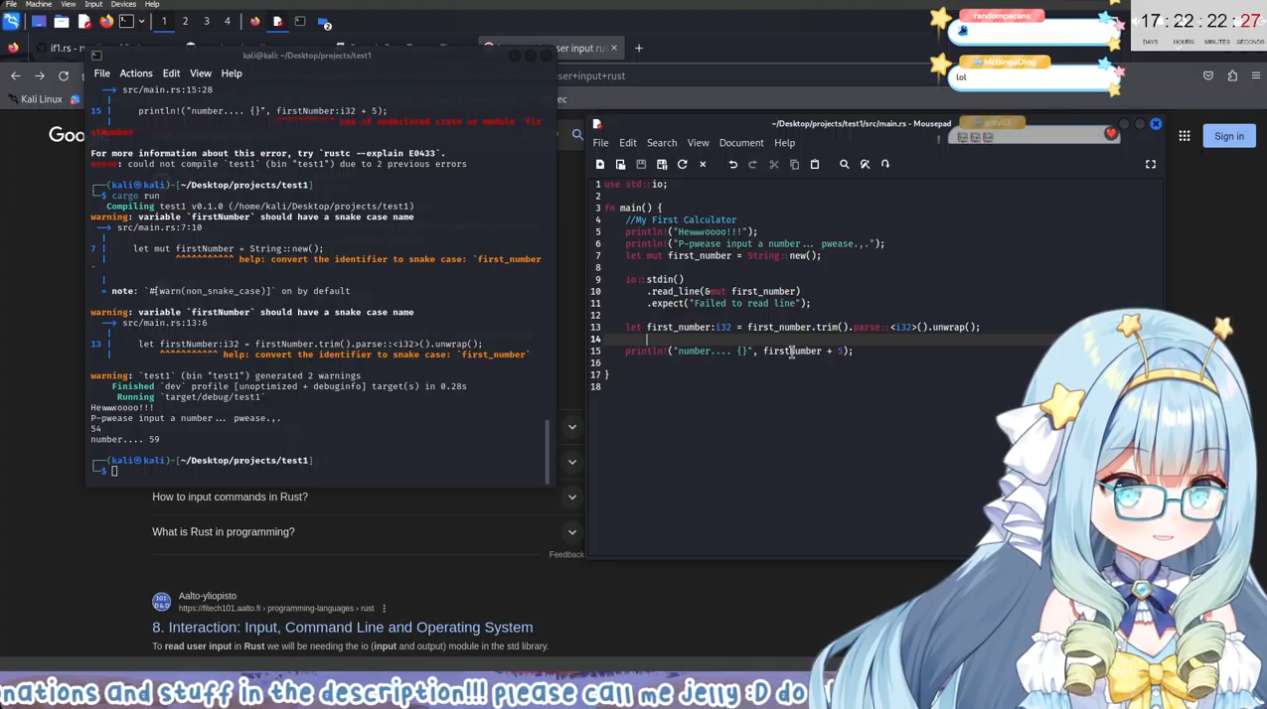 File Machine View Input Devices Help
1 2 3 4
if1.rs
user input ru
ser+input+rust
Kali Linux
Goo
Sign in
kali@kali: ~/Desktop/projects/test1
File Actions Edit View Help
→ src/main.rs:15:28
|
15 | println!("number.... {}", firstNumber:i32 + 5);
^^^^^^^^^^^ use of undeclared crate or module `fir
stNumber`
For more information about this error, try `rustc --explain E0433`.
error: could not compile `test1` (bin "test1") due to 2 previous errors
(kali㉿kali)-[~/Desktop/projects/test1]
$ cargo run
Compiling test1 v0.1.0 (/home/kali/Desktop/projects/test1)
warning: variable `firstNumber` should have a snake case name
→ src/main.rs:7:10
|
7 | let mut firstNumber = String::new();
| ^^^^^^^^^^^ help: convert the identifier to snake case: `first_number
`
|
= note: `#[warn(non_snake_case)]` on by default
warning: variable `firstNumber` should have a snake case name
→ src/main.rs:13:6
|
13 | let firstNumber:i32 = firstNumber.trim().parse::<i32>().unwrap();
| ^^^^^^^^^^^ help: convert the identifier to snake case: `first_number`
warning: `test1` (bin "test1") generated 2 warnings
Finished `dev` profile [unoptimized + debuginfo] target(s) in 0.28s
Running `target/debug/test1`
Hewwwoooo!!!
P-pwease input a number... pwease.,.
54
number.... 59
(kali㉿kali)-[~/Desktop/projects/test1]
$
~/Desktop/projects/test1/src/main.rs - Mousepad
File Edit Search View Document Help
1 use std::io;
2
3 fn main() {
4 //My First Calculator
5 println!("Hewwwoooo!!!");
6 println!("P-pwease input a number... pwease.,.");
7 let mut first_number = String::new();
8
9 io::stdin()
10 .read_line(&mut first_number)
11 .expect("Failed to read line");
12
13 let first_number:i32 = first_number.trim().parse::<i32>().unwrap();
14
15 println!("number.... {}", firstNumber + 5);
16
17 }
18
How to input commands in Rust?
What is Rust in programming?
Feedback
Aalto-yliopisto
https://fitech101.aalto.fi › programming-languages › rust
8. Interaction: Input, Command Line and Operating System
To read user input in Rust we will be needing the io (input and output) module in the std library.
lol
17:22:22:27
DAYS HOURS MINUTES SECONDS
onations and stuff in the description!!! please call me jelly :D do